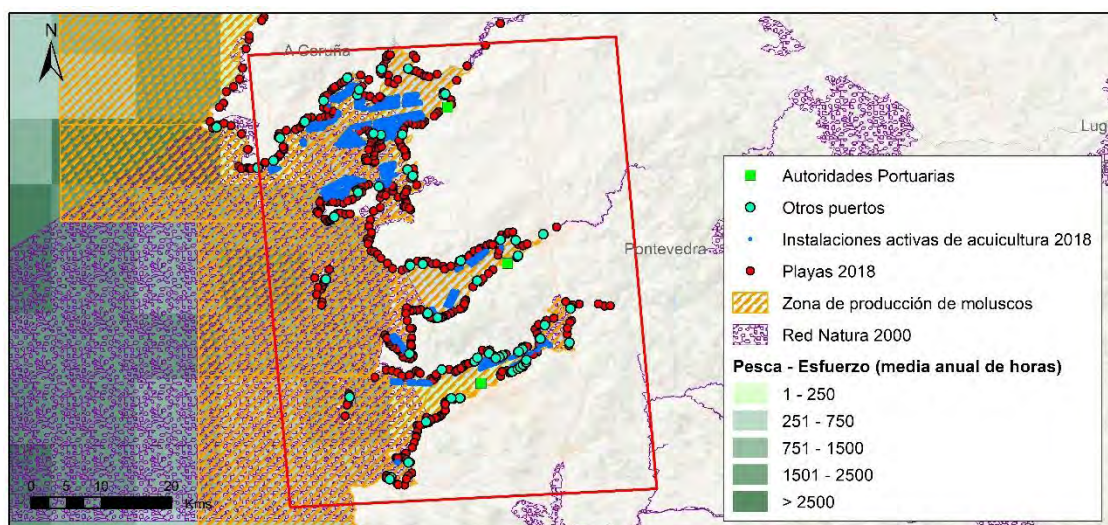 N
A Coruña
Lug
Pontevedra
Autoridades Portuarias
Otros puertos
Instalaciones activas de acuicultura 2018
Playas 2018
Zona de producción de moluscos
Red Natura 2000
Pesca - Esfuerzo (media anual de horas)
1 - 250
251 - 750
751 - 1500
1501 - 2500
> 2500
0 5 10 20
Kms